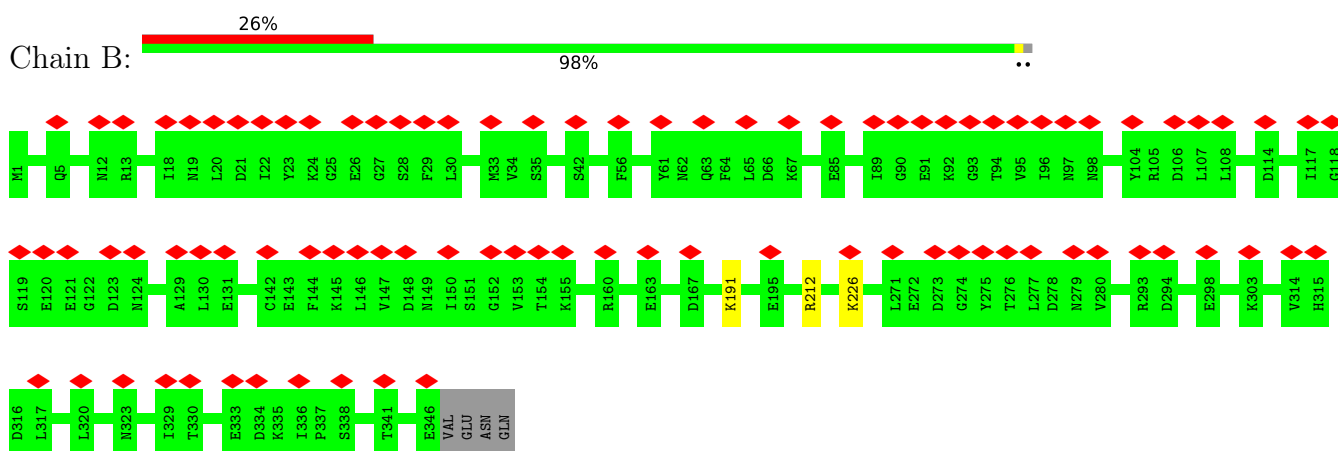 26%
Chain B:
98%
••
M1 Q5 N12 R13 I18 N19 L20 D21 I22 Y23 K24 G25 E26 G27 S28 F29 L30 M33 V34 S35 S42 F56 Y61 N62 Q63 F64 L65 D66 K67 E85 I89 G90 E91 K92 G93 T94 V95 I96 N97 N98 Y104 R105 D106 L107 L108 D114 I117 G118
S119 E120 E121 G122 D123 N124 A129 L130 E131 C142 E143 F144 K145 L146 V147 D148 N149 I150 S151 G152 V153 T154 K155 R160 E163 D167 K191 E195 R212 K226 L271 E272 D273 G274 Y275 T276 L277 D278 N279 V280 R293 D294 E298 K303 V314 H315
D316 L317 L320 N323 I329 T330 E333 D334 K335 I336 P337 S338 T341 E346 VAL GLU ASN GLN